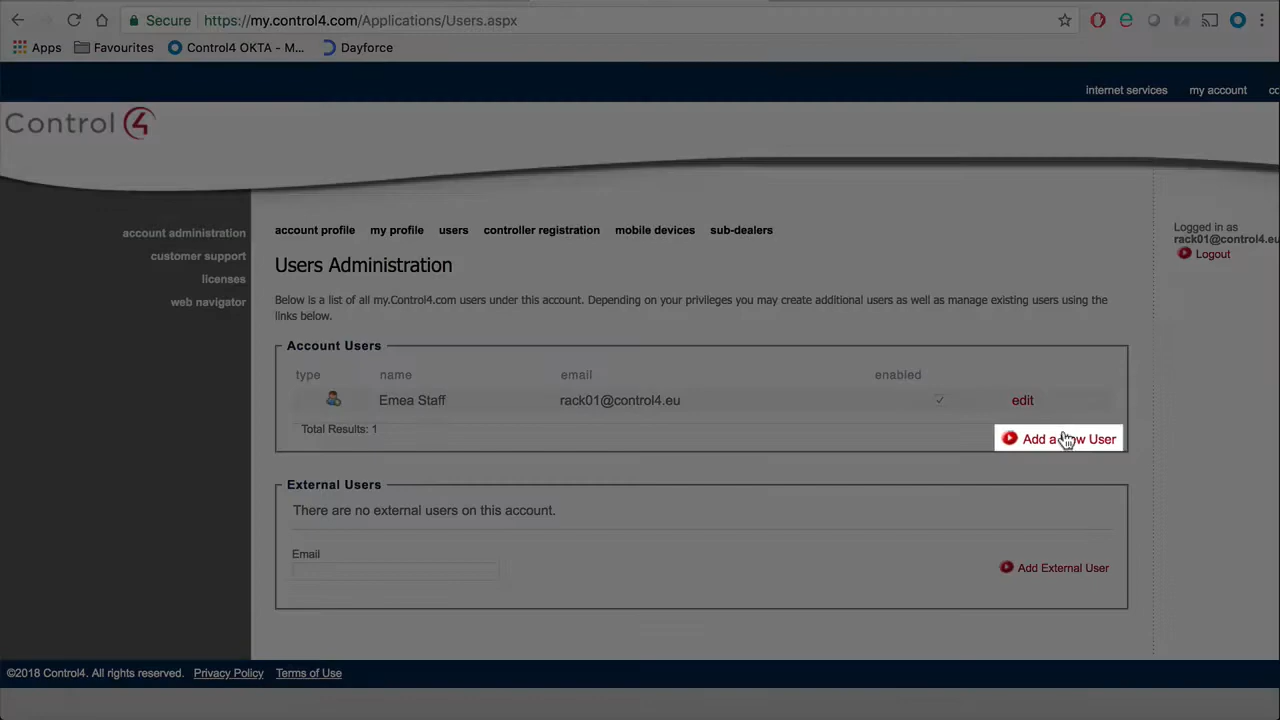 Secure https://my.control4.com/Applications/Users.aspx
Apps Favourites Control4 OKTA - M... Dayforce
internet services my account co
Control4
account administration
customer support
licenses
web navigator
account profile my profile users controller registration mobile devices sub-dealers
Users Administration
Below is a list of all my.Control4.com users under this account. Depending on your privileges you may create additional users as well as manage existing users using the
links below.
Account Users
type name email enabled
Emea Staff rack01@control4.eu edit
Total Results: 1
Add a New User
External Users
There are no external users on this account.
Email
Add External User
Logged in as
rack01@control4.eu
Logout
©2018 Control4. All rights reserved. Privacy Policy Terms of Use